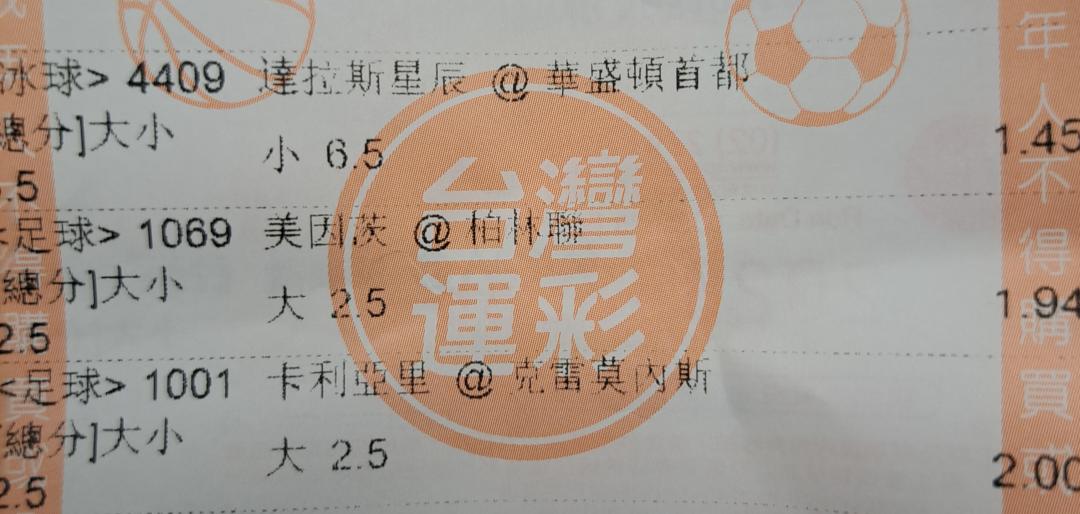 冰球> 4409 達拉斯星辰 @ 華盛頓首都
總分]大小
小 6.5 1.45
.5
足球> 1069 美因茨 @ 柏林聯
總分]大小
大 2.5 1.94
2.5
<足球> 1001 卡利亞里 @ 克雷莫內斯
總分]大小
大 2.5 2.00
2.5
台灣
運彩
年人不得購買或